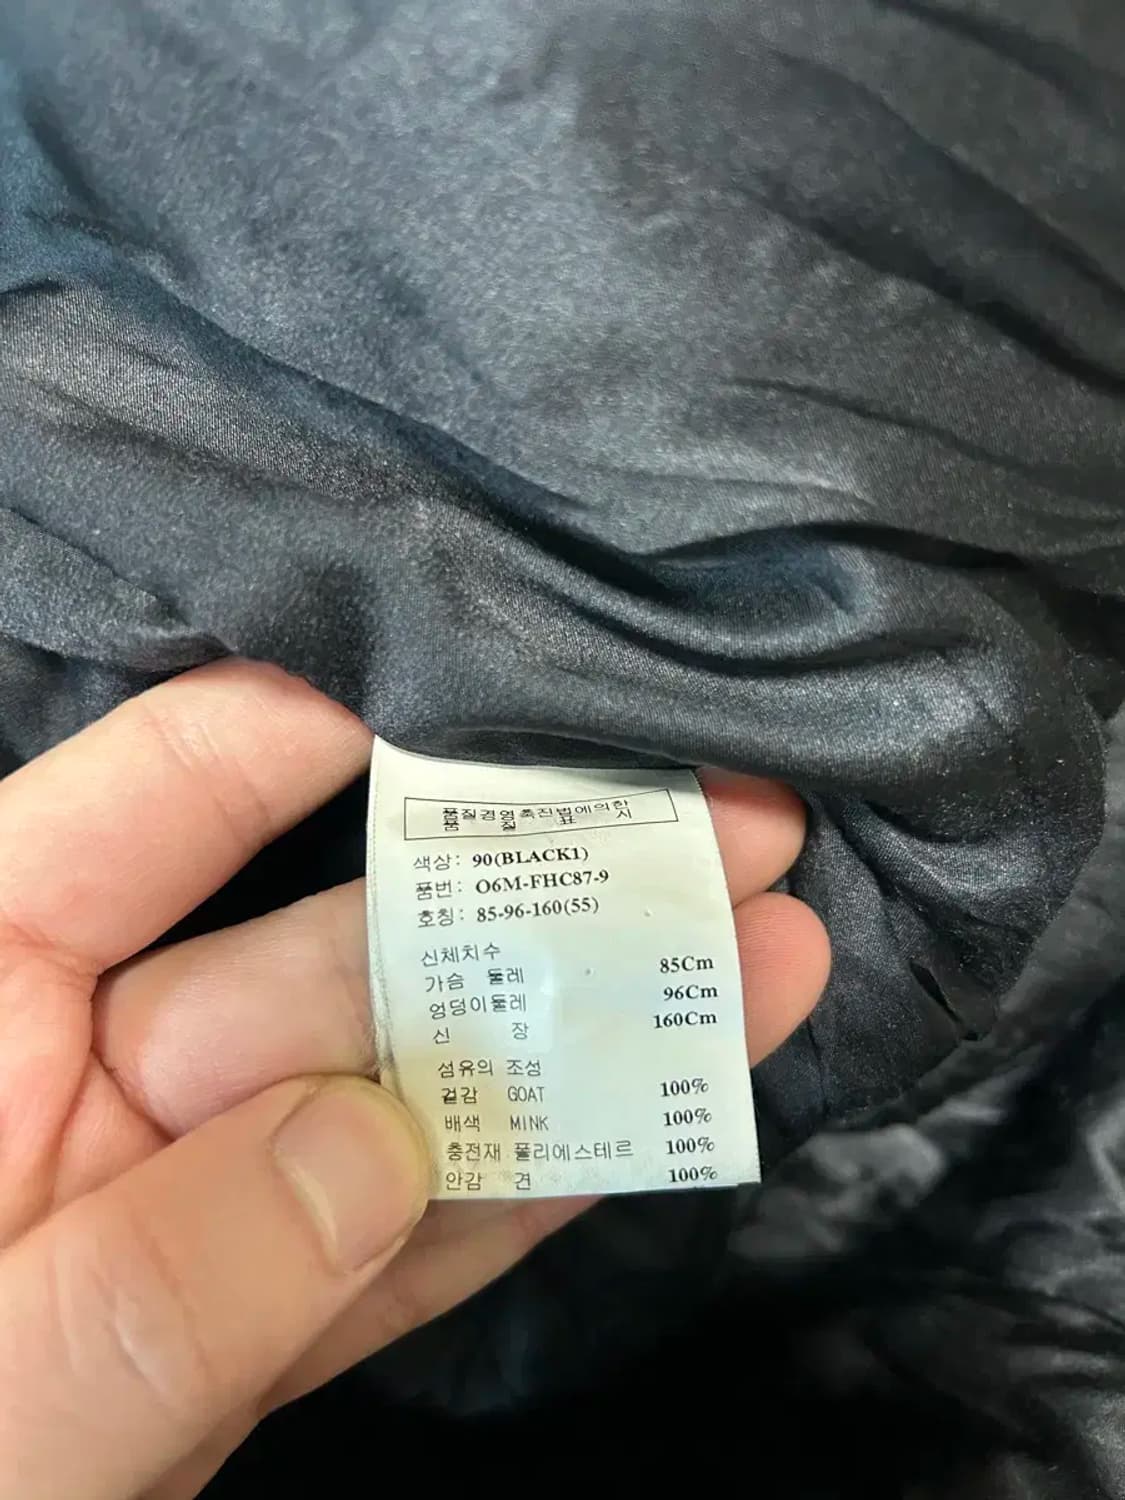 품질경영촉진법에의한
품 질 표 시
색상: 90(BLACK1)
품번: O6M-FHC87-9
호칭: 85-96-160(55)
신체치수
가슴 둘레 85Cm
엉덩이둘레 96Cm
신 장 160Cm
섬유의 조성
겉감 GOAT 100%
배색 MINK 100%
충전재 폴리에스테르 100%
안감 견 100%